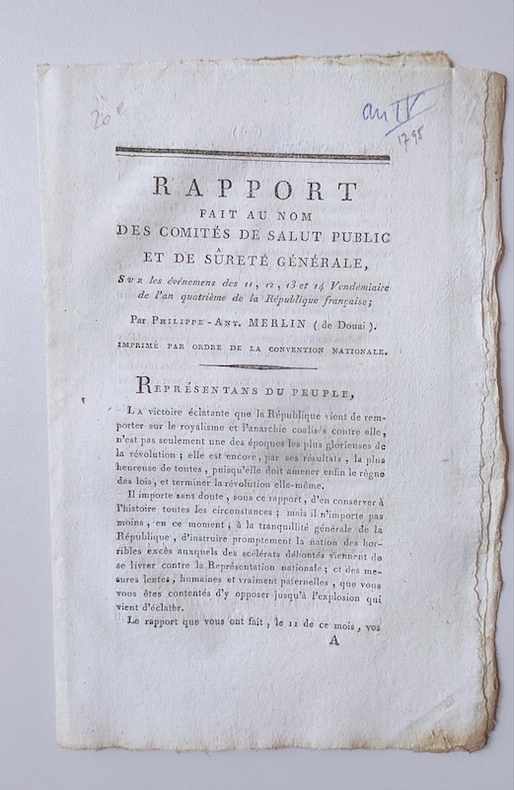 20e
an IV
1795
RAPPORT
FAIT AU NOM
DES COMITÉS DE SALUT PUBLIC
ET DE SÛRETÉ GÉNÉRALE,
SUR les événemens des 11, 12, 13 et 14 Vendémiaire
de l'an quatrième de la République française;
Par PHILIPPE-ANT. MERLIN (de Douai).
IMPRIMÉ PAR ORDRE DE LA CONVENTION NATIONALE.
REPRÉSENTANS DU PEUPLE,
LA victoire éclatante que la République vient de rem-
porter sur le royalisme et l'anarchie coalisés contre elle,
n'est pas seulement une des époques les plus glorieuses de
la révolution; elle est encore, par ses résultats, la plus
heureuse de toutes, puisqu'elle doit amener enfin le règne
des lois, et terminer la révolution elle-même.
Il importe sans doute, sous ce rapport, d'en conserver à
l'histoire toutes les circonstances; mais il n'importe pas
moins, en ce moment, à la tranquillité générale de la
République, d'instruire promptement la nation des hor-
ribles excès auxquels des scélérats déhontés viennent de
se livrer contre la Représentation nationale; et des me-
sures lentes, humaines et vraiment paternelles, que vous
vous êtes contentés d'y opposer jusqu'à l'explosion qui
vient d'éclater.
Le rapport que vous ont fait, le 11 de ce mois, vos
A